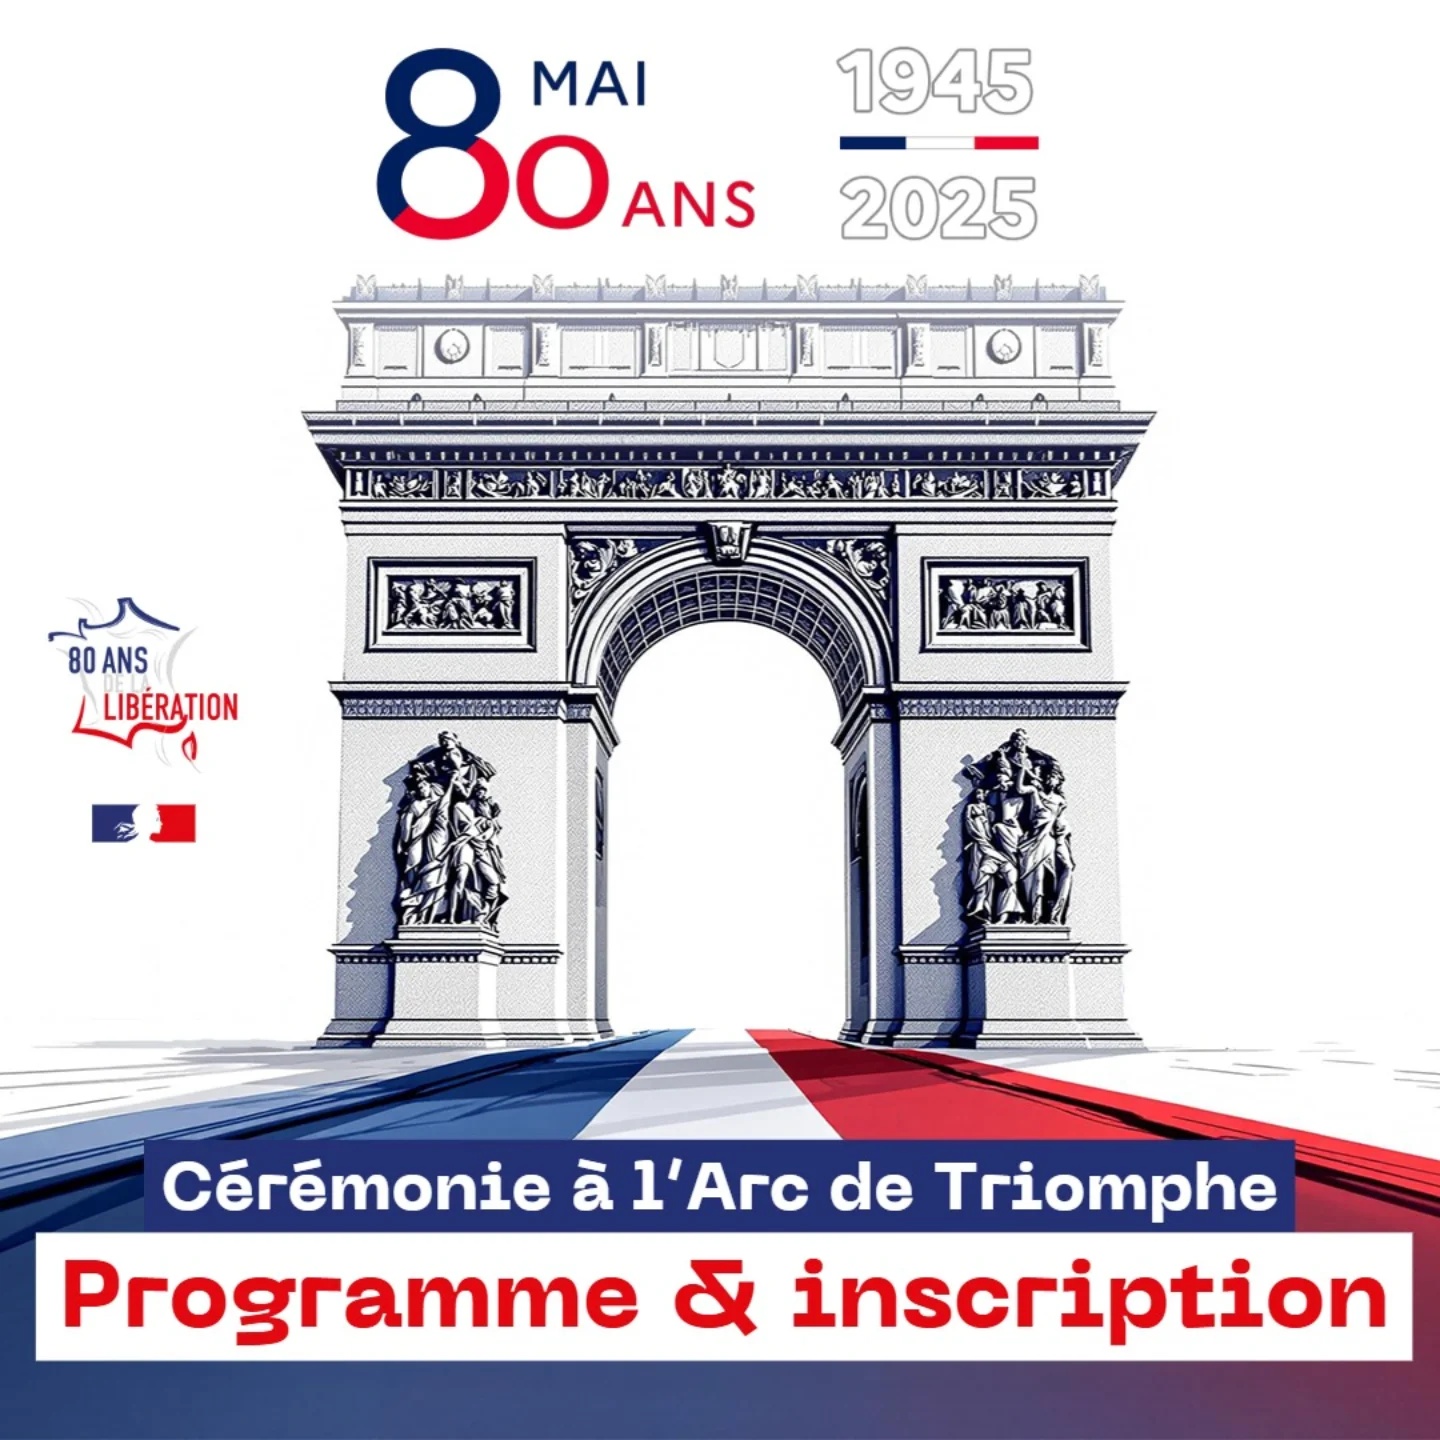 8 MAI
80 ANS
1945
2025
80 ANS
DE LA
LIBÉRATION
Cérémonie à l'Arc de Triomphe
Programme & inscription